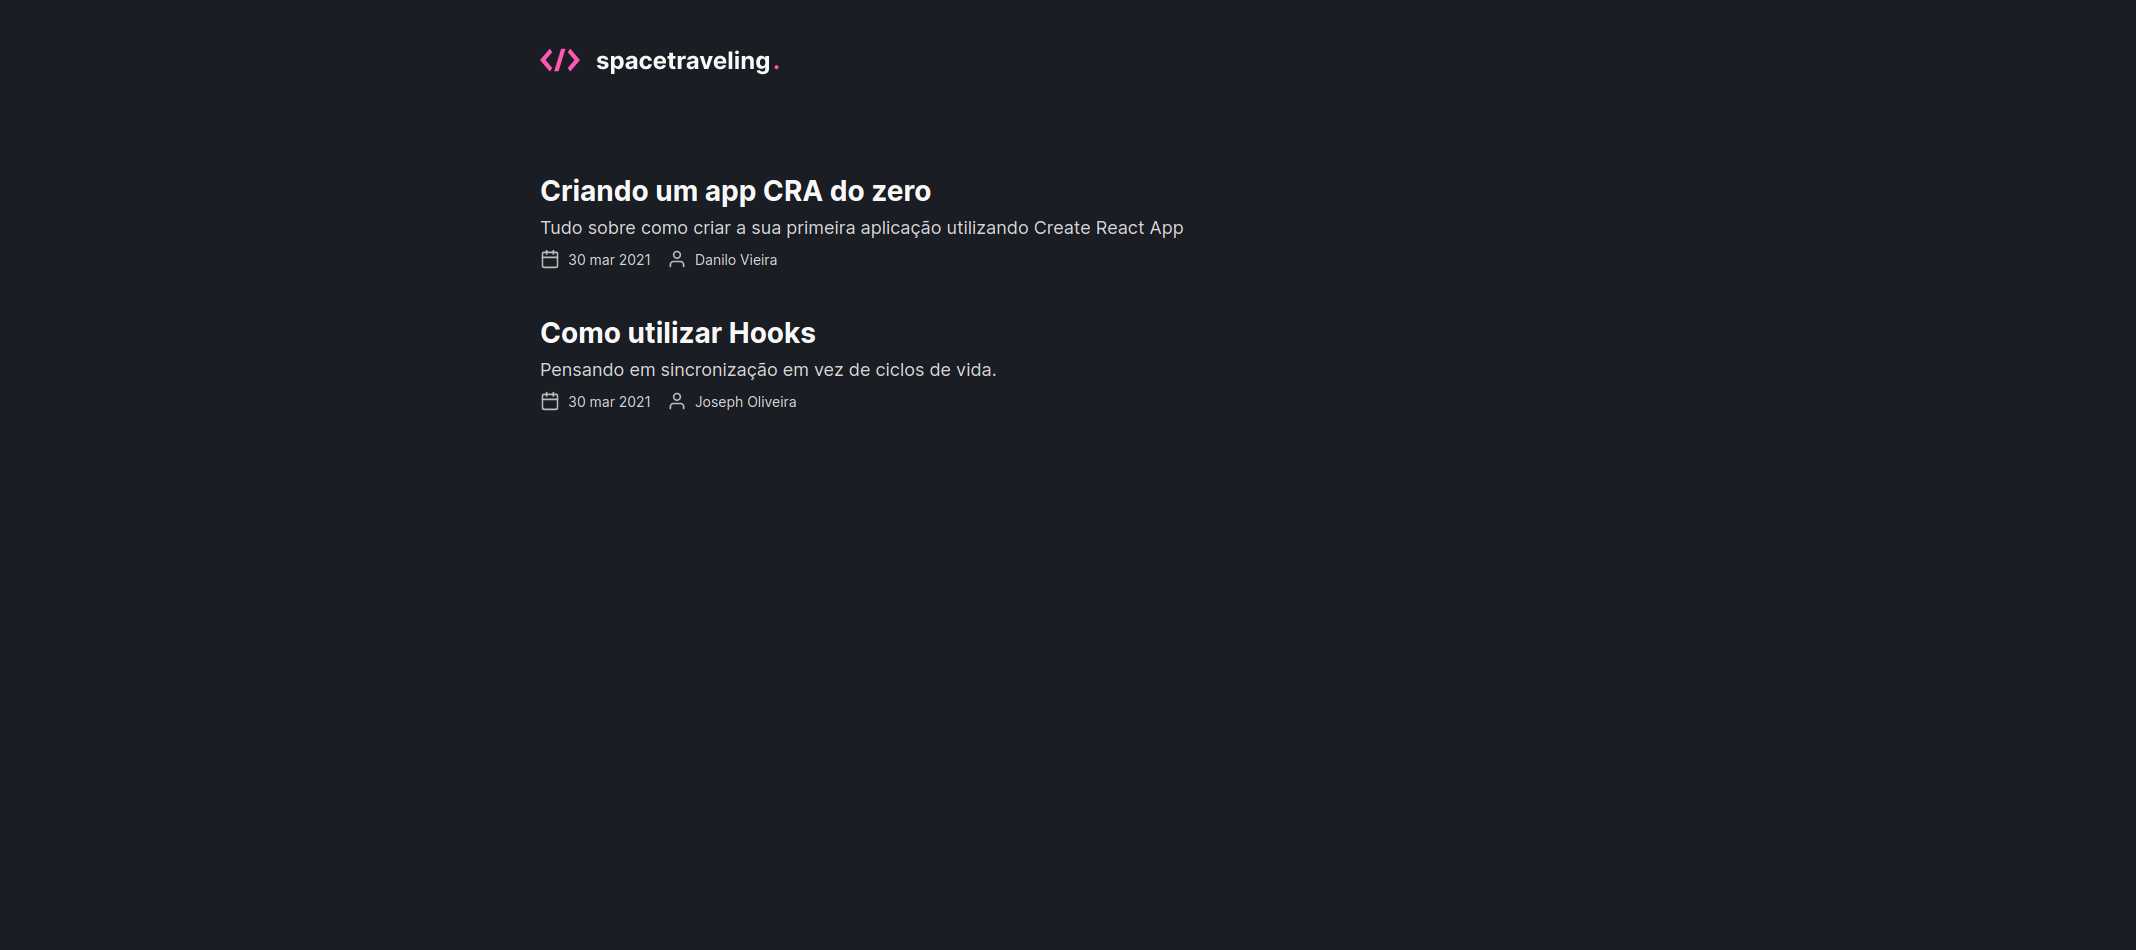 spacetraveling.
Criando um app CRA do zero
Tudo sobre como criar a sua primeira aplicação utilizando Create React App
30 mar 2021 Danilo Vieira
Como utilizar Hooks
Pensando em sincronização em vez de ciclos de vida.
30 mar 2021 Joseph Oliveira